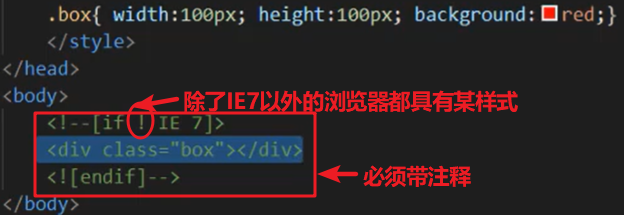 .box{ width:100px; height:100px; background:red;}
</style>
</head>
<body>
除了IE7以外的浏览器都具有某样式
<!--[if ! IE 7]>
<div class="box"></div>
<![endif]-->
必须带注释
</body>